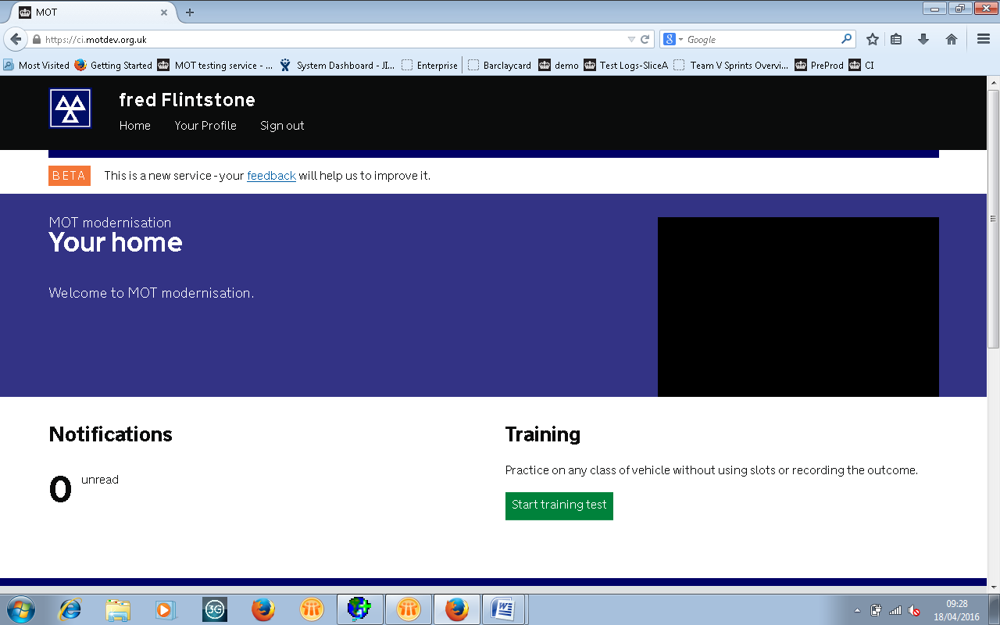 MOT
https://ci.motdev.org.uk
Google
Most Visited
Getting Started
MOT testing service - ...
System Dashboard - JI...
Enterprise
Barclaycard
demo
Test Logs-SliceA
Team V Sprints Overvi...
PreProd
CI
fred Flintstone
Home Your Profile Sign out
BETA This is a new service - your feedback will help us to improve it.
MOT modernisation
Your home
Welcome to MOT modernisation.
Notifications
0 unread
Training
Practice on any class of vehicle without using slots or recording the outcome.
Start training test
3G
09:28
18/04/2016